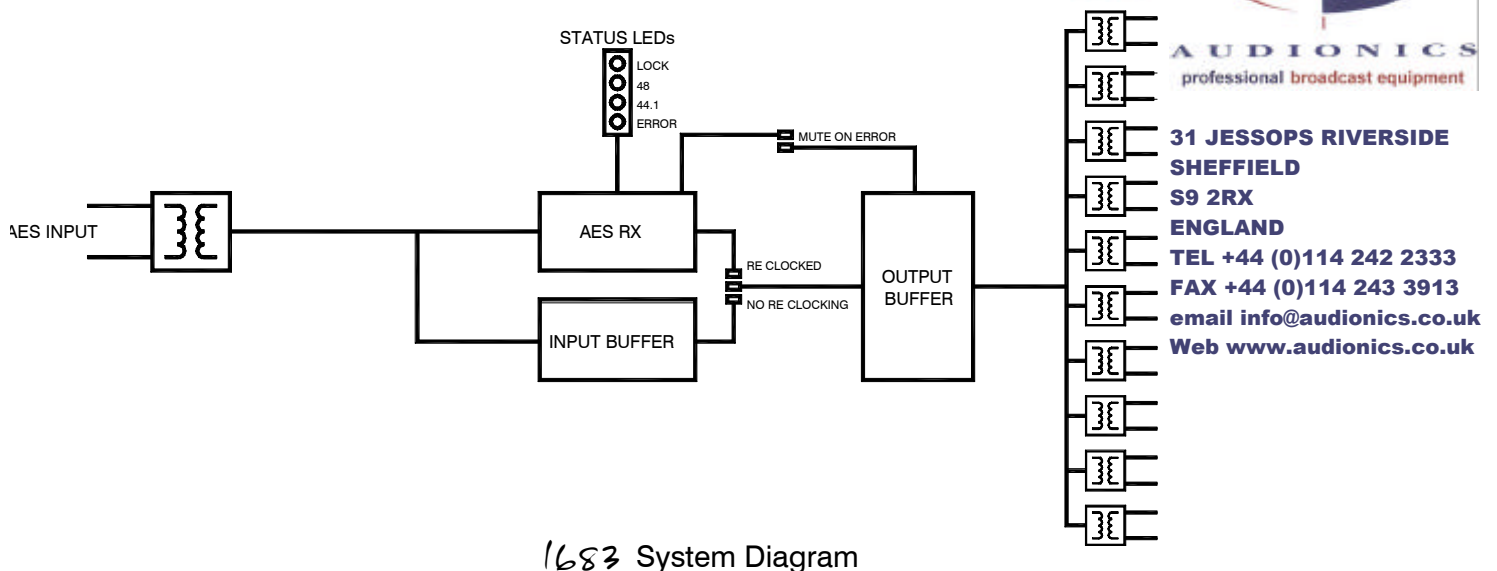 STATUS LEDs
LOCK
48
44.1
ERROR
MUTE ON ERROR
AES INPUT
AES RX
RE CLOCKED
NO RE CLOCKING
INPUT BUFFER
OUTPUT
BUFFER
AUDIONICS
professional broadcast equipment
31 JESSOPS RIVERSIDE
SHEFFIELD
S9 2RX
ENGLAND
TEL +44 (0)114 242 2333
FAX +44 (0)114 243 3913
email info@audionics.co.uk
Web www.audionics.co.uk
1683 System Diagram